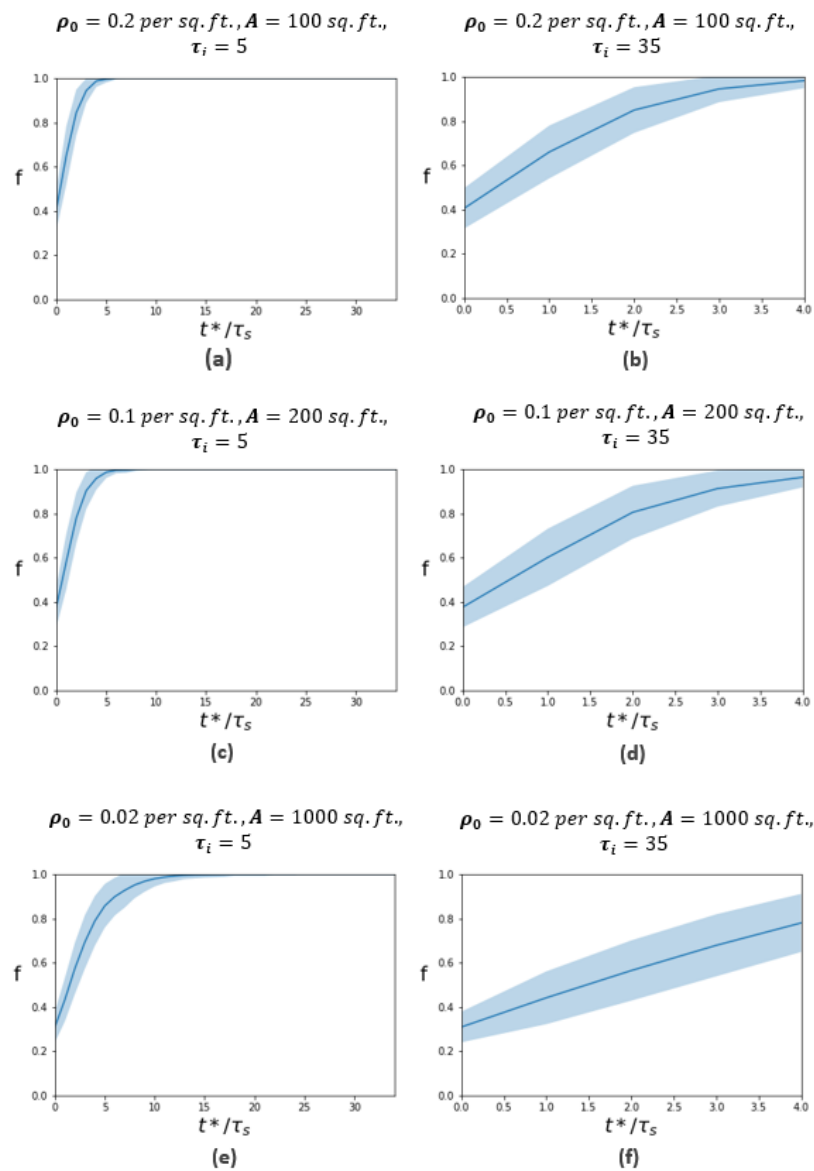 ρ₀ = 0.2 per sq. ft., A = 100 sq. ft.,
τᵢ = 5
1.0
0.8
0.6
f
0.4
0.2
0.0
0 5 10 15 20 25 30
t*/τₛ
(a)
ρ₀ = 0.2 per sq. ft., A = 100 sq. ft.,
τᵢ = 35
1.0
0.8
0.6
f
0.4
0.2
0.0
0.0 0.5 1.0 1.5 2.0 2.5 3.0 3.5 4.0
t*/τₛ
(b)
ρ₀ = 0.1 per sq. ft., A = 200 sq. ft.,
τᵢ = 5
1.0
0.8
0.6
f
0.4
0.2
0.0
0 5 10 15 20 25 30
t*/τₛ
(c)
ρ₀ = 0.1 per sq. ft., A = 200 sq. ft.,
τᵢ = 35
1.0
0.8
0.6
f
0.4
0.2
0.0
0.0 0.5 1.0 1.5 2.0 2.5 3.0 3.5 4.0
t*/τₛ
(d)
ρ₀ = 0.02 per sq. ft., A = 1000 sq. ft.,
τᵢ = 5
1.0
0.8
0.6
f
0.4
0.2
0.0
0 5 10 15 20 25 30
t*/τₛ
(e)
ρ₀ = 0.02 per sq. ft., A = 1000 sq. ft.,
τᵢ = 35
1.0
0.8
0.6
f
0.4
0.2
0.0
0.0 0.5 1.0 1.5 2.0 2.5 3.0 3.5 4.0
t*/τₛ
(f)